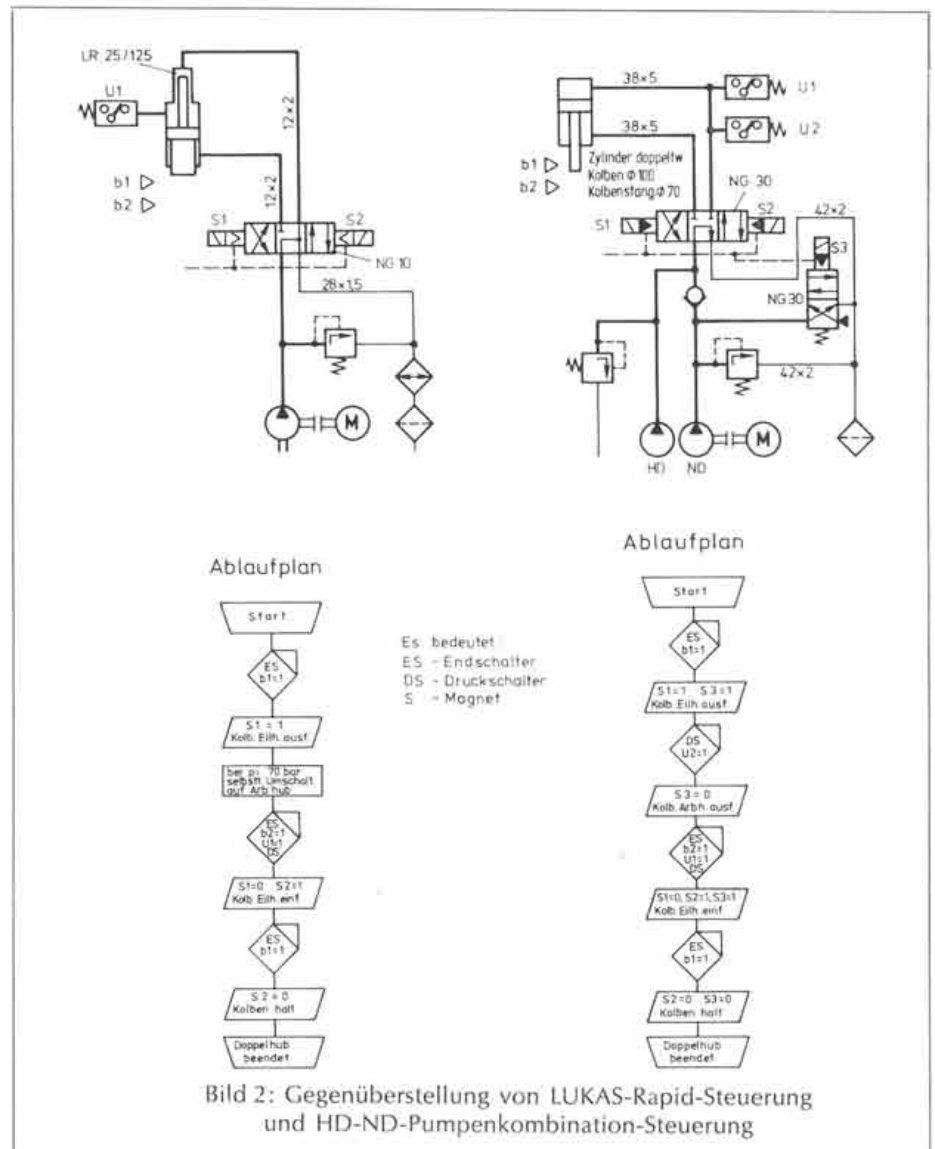 LR 25/125
U1
12×2
12×2
b1
b2
S1
S2
NG 10
28×1,5
M
38×5
U1
38×5
U2
b1
b2
Zylinder doppeltw
Kolben Φ 100
Kolbenstang. Φ 70
NG 30
S1
S2
42×2
S3
NG30
42×2
M
HD
ND
Ablaufplan
Start
ES
b1=1
S1 = 1
Kolb. Eilh. ausf.
bei p: 70 bar
selbstt. Umschalt.
auf Arb.hub
ES
b2=1
U1=1
DS
S1=0 S2=1
Kolb. Eilh. einf.
ES
b1=1
S2 = 0
Kolben halt
Doppelhub
beendet
Es bedeutet:
ES - Endschalter
DS - Druckschalter
S - Magnet
Ablaufplan
Start
ES
b1=1
S1=1 S3=1
Kolb. Eilh. ausf.
DS
U2=1
S3=0
Kolb. Arbh. ausf.
ES
b2=1
U1=1
DS
S1=0, S2=1, S3=1
Kolb. Eilh. einf.
ES
b1=1
S2=0 S3=0
Kolben halt
Doppelhub
beendet
Bild 2: Gegenüberstellung von LUKAS-Rapid-Steuerung
und HD-ND-Pumpenkombination-Steuerung